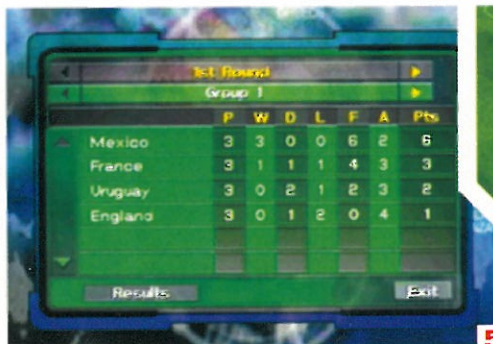 1st Round
Group 1
P W D L F A Pts
Mexico 3 3 0 0 6 2 6
France 3 1 1 1 4 3 3
Uruguay 3 0 2 1 2 3 2
England 3 0 1 2 0 4 1
Results Exit